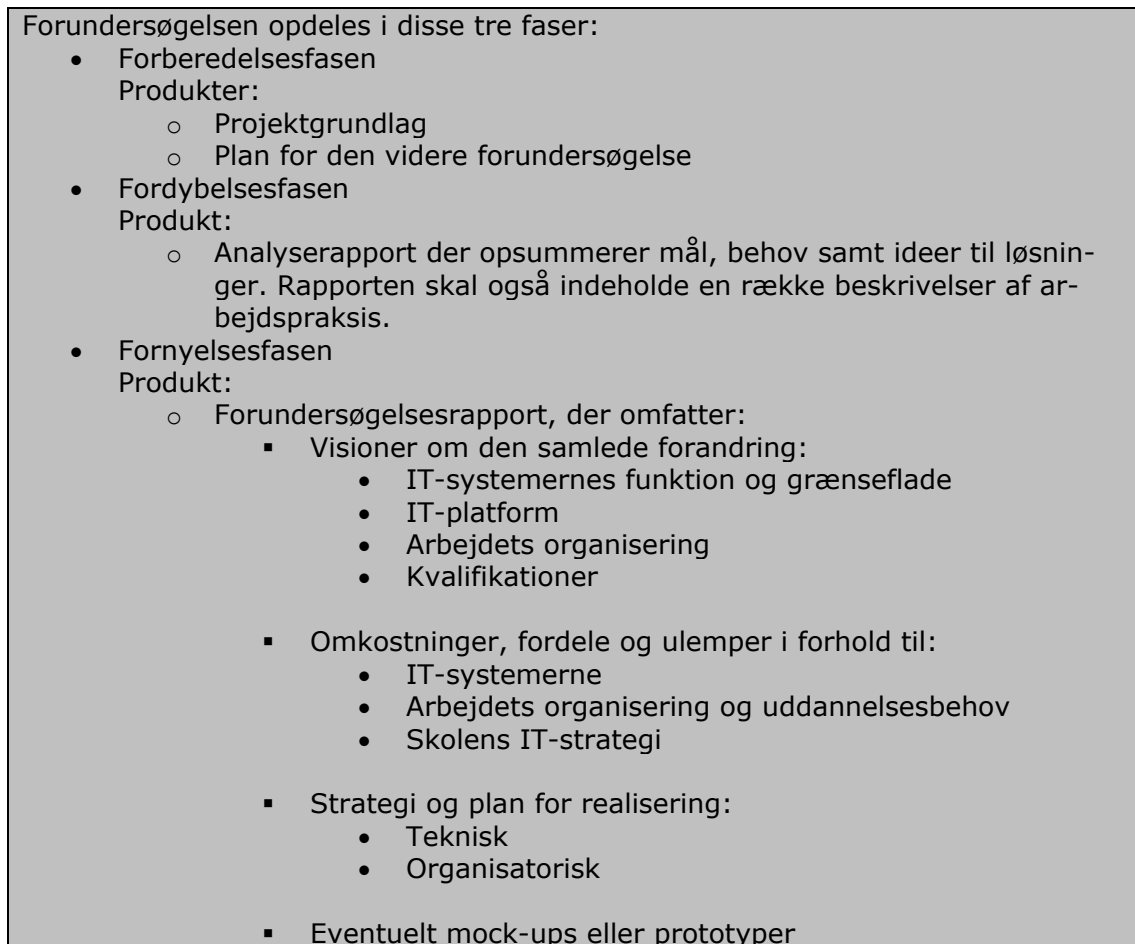 Forundersøgelsen opdeles i disse tre faser:
• Forberedelsesfasen
Produkter:
o Projektgrundlag
o Plan for den videre forundersøgelse
• Fordybelsesfasen
Produkt:
o Analyserapport der opsummerer mål, behov samt ideer til løsnin-
ger. Rapporten skal også indeholde en række beskrivelser af ar-
bejdspraksis.
• Fornyelsesfasen
Produkt:
o Forundersøgelsesrapport, der omfatter:
▪ Visioner om den samlede forandring:
• IT-systemernes funktion og grænseflade
• IT-platform
• Arbejdets organisering
• Kvalifikationer
▪ Omkostninger, fordele og ulemper i forhold til:
• IT-systemerne
• Arbejdets organisering og uddannelsesbehov
• Skolens IT-strategi
▪ Strategi og plan for realisering:
• Teknisk
• Organisatorisk
▪ Eventuelt mock-ups eller prototyper